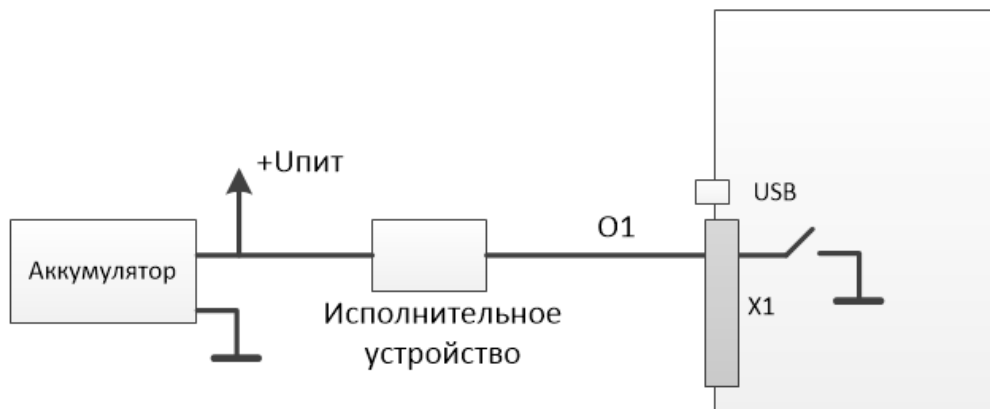 +Uпит
USB
O1
Аккумулятор
X1
Исполнительное
устройство